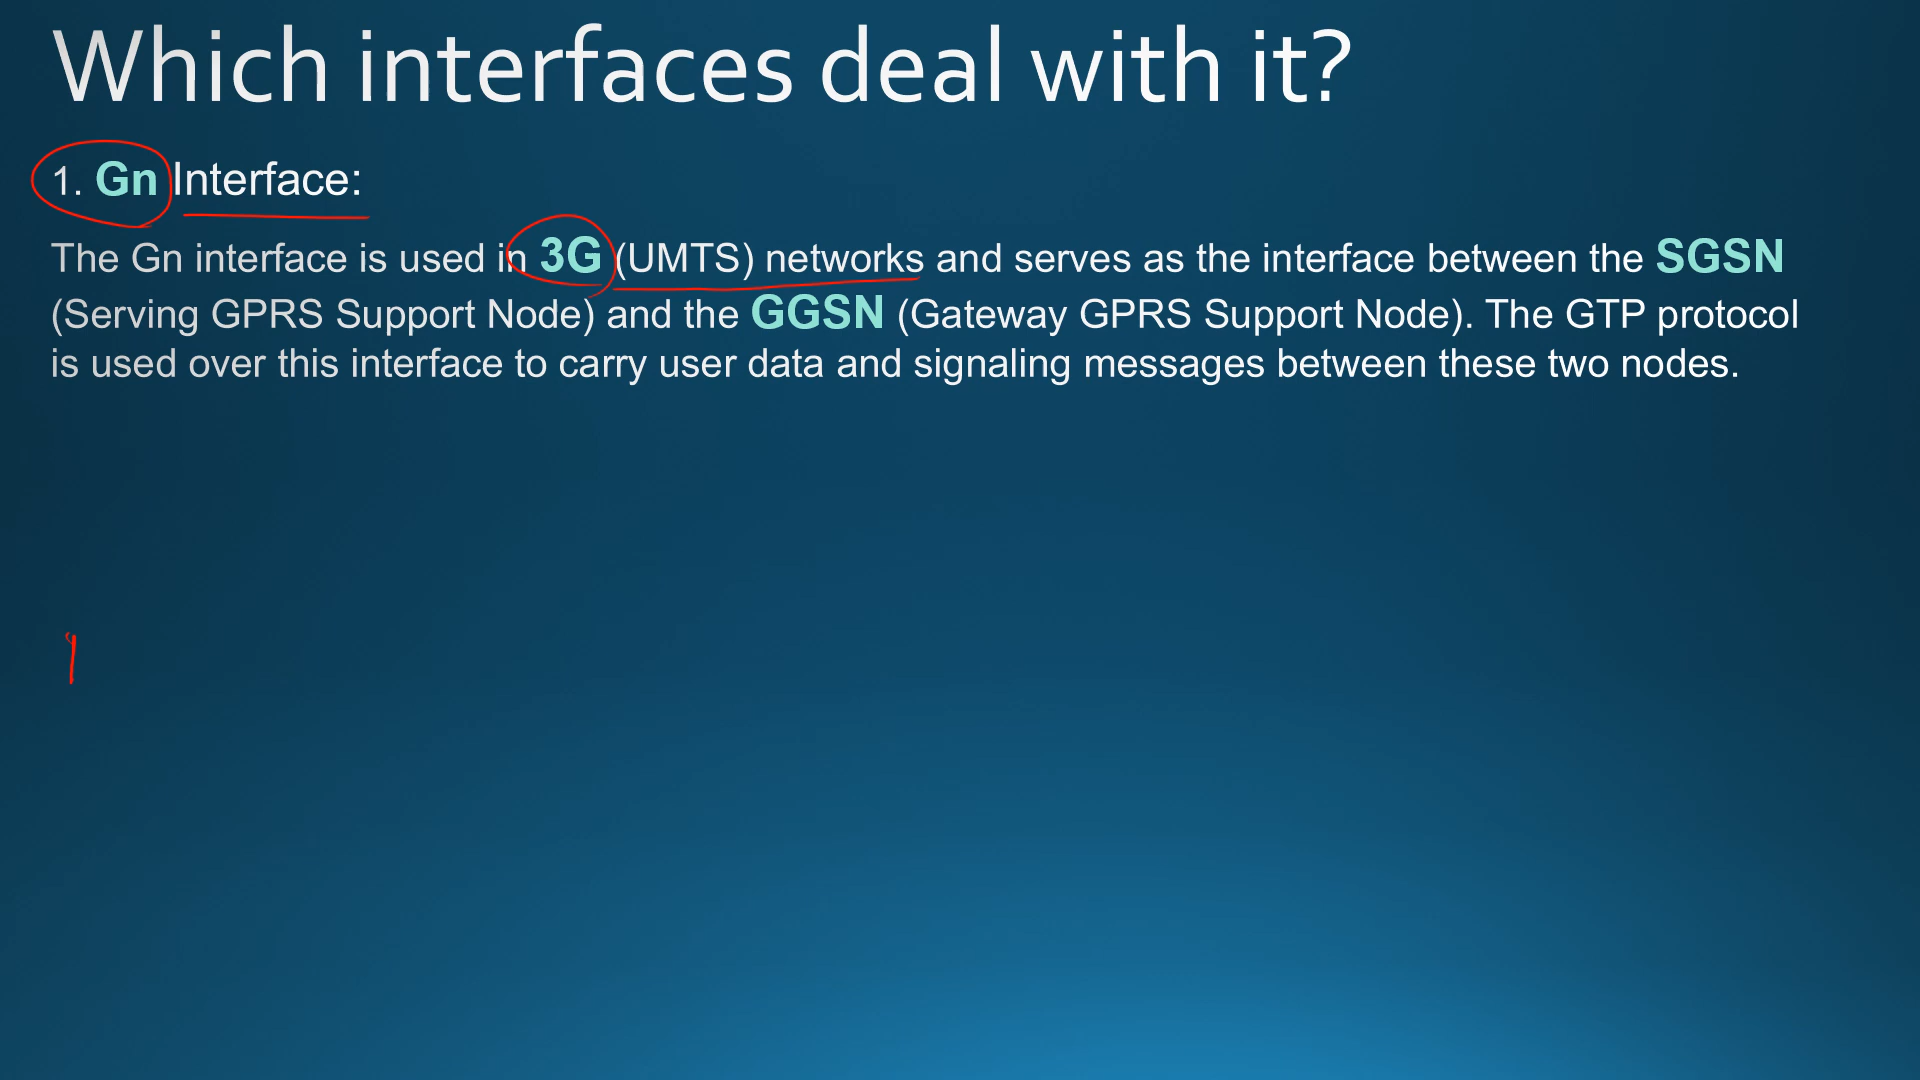 Which interfaces deal with it?
1. Gn Interface:
The Gn interface is used in 3G (UMTS) networks and serves as the interface between the SGSN
(Serving GPRS Support Node) and the GGSN (Gateway GPRS Support Node). The GTP protocol
is used over this interface to carry user data and signaling messages between these two nodes.